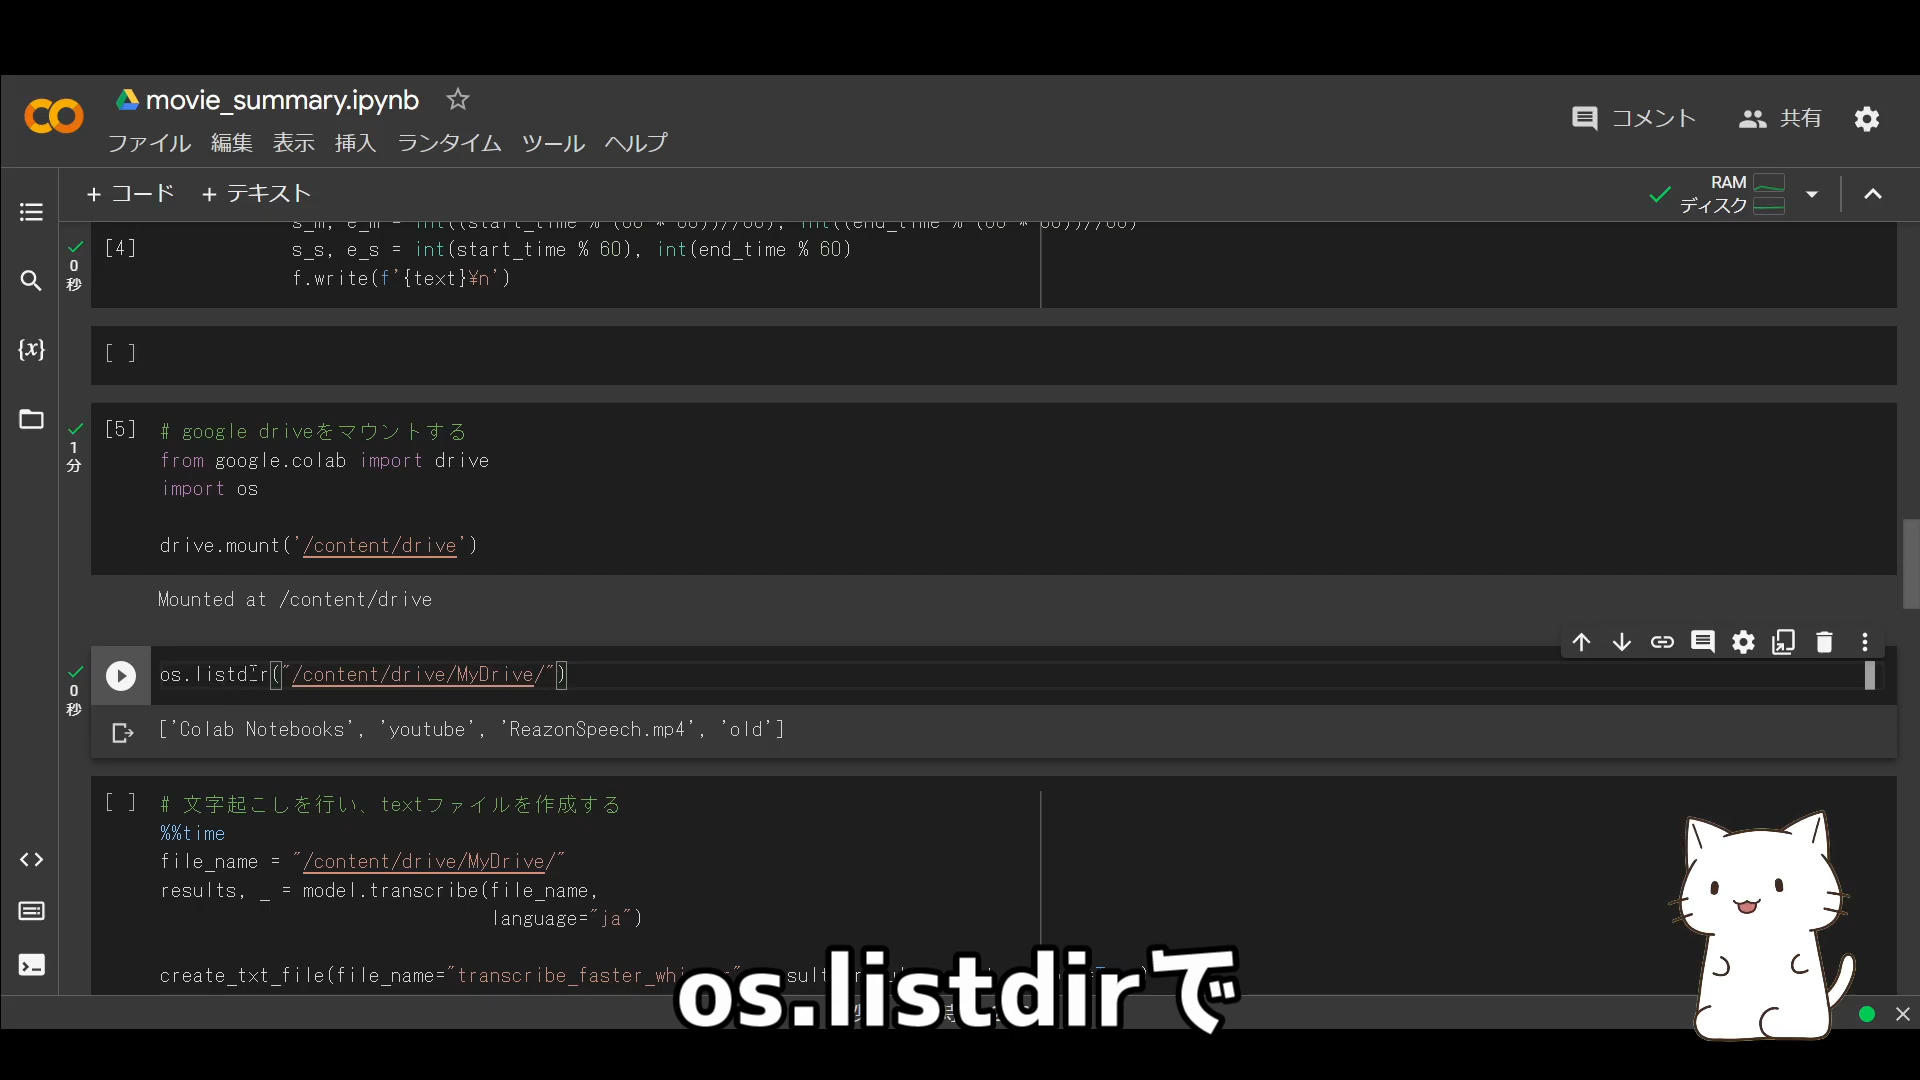 movie_summary.ipynb
コメント
共有
ファイル 編集 表示 挿入 ランタイム ツール ヘルプ
+ コード + テキスト
RAM
ディスク
s_m, e_m = int((start_time % (60 * 60))//60), int((end_time % (60 * 60))//60)
[4]
0
秒
s_s, e_s = int(start_time % 60), int(end_time % 60)
f.write(f'{text}¥n')
{x}
[ ]
[5]
1
分
# google driveをマウントする
from google.colab import drive
import os
drive.mount('/content/drive')
Mounted at /content/drive
0
秒
os.listdir("/content/drive/MyDrive/")
['Colab Notebooks', 'youtube', 'ReazonSpeech.mp4', 'old']
[ ]
# 文字起こしを行い、textファイルを作成する
%%time
file_name = "/content/drive/MyDrive/"
results, _ = model.transcribe(file_name,
language="ja")
create_txt_file(file_name="transcribe_faster_wh
os.listdirで